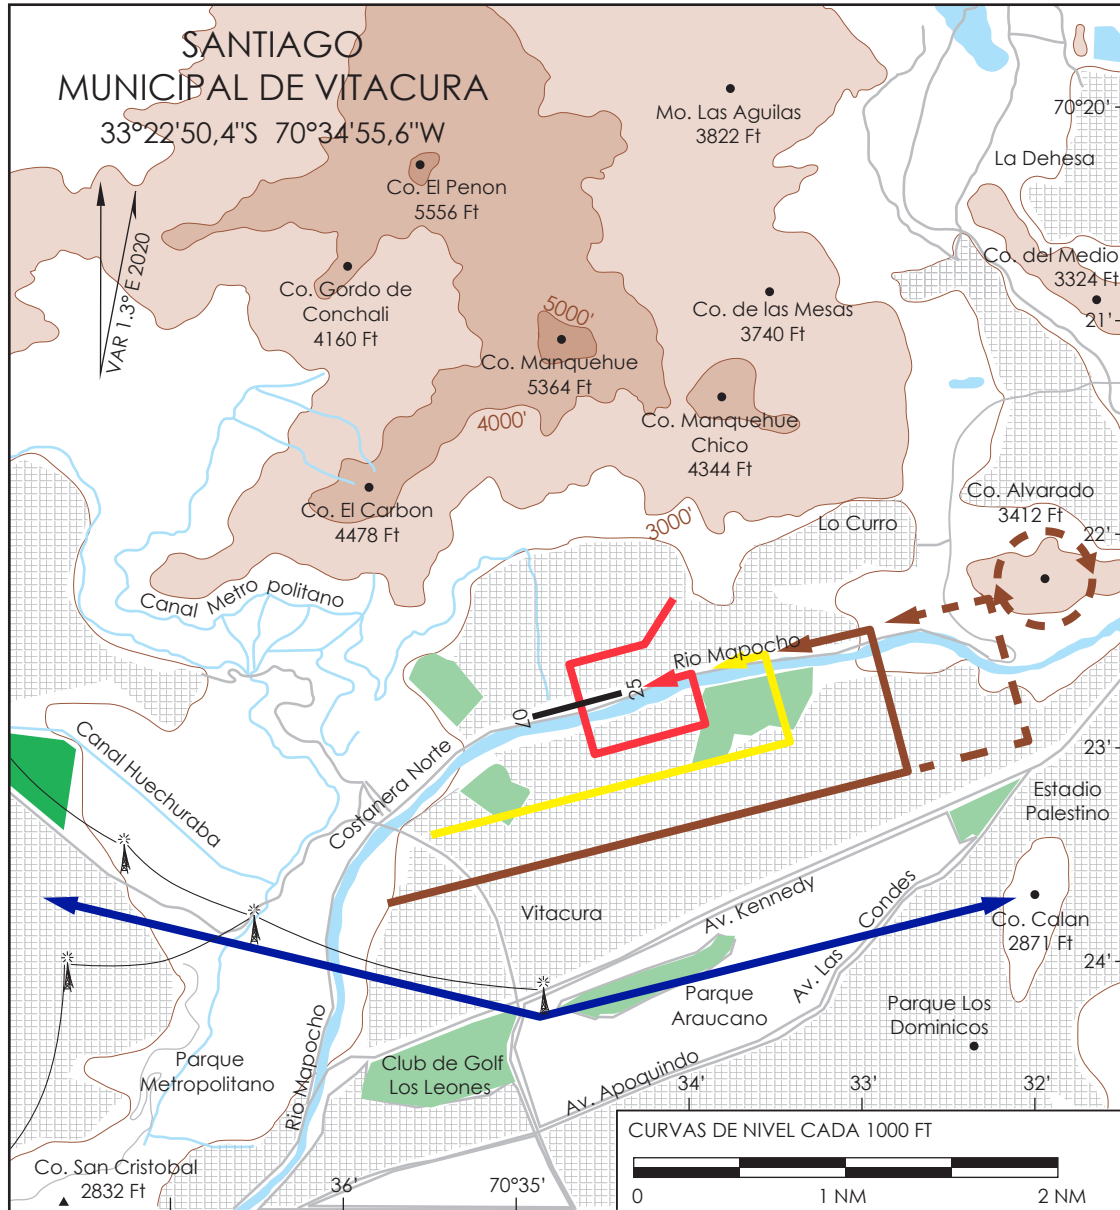 SANTIAGO
MUNICIPAL DE VITACURA
33°22'50,4"S 70°34'55,6"W
VAR 1.3° E 2020
Co. El Penon
5556 Ft
Mo. Las Aguilas
3822 Ft
70°20'
La Dehesa
Co. Gordo de
Conchali
4160 Ft
5000'
Co. de las Mesas
3740 Ft
Co. del Medio
3324 Ft
21'
Co. Manquehue
5364 Ft
4000'
Co. Manquehue
Chico
4344 Ft
Co. El Carbon
4478 Ft
3000'
Lo Curro
Co. Alvarado
3412 Ft
22'
Canal Metro politano
Rio Mapocho
25
07
23'
Canal Huechuraba
Costanera Norte
Estadio
Palestino
Vitacura
Av. Kennedy
Av. Las Condes
Co. Calan
2871 Ft
24'
Parque
Araucano
Parque Los
Dominicos
Parque
Metropolitano
Rio Mapocho
Club de Golf
Los Leones
Av. Apoquindo
34'
33'
32'
Co. San Cristobal
2832 Ft
36'
70°35'
CURVAS DE NIVEL CADA 1000 FT
0
1 NM
2 NM